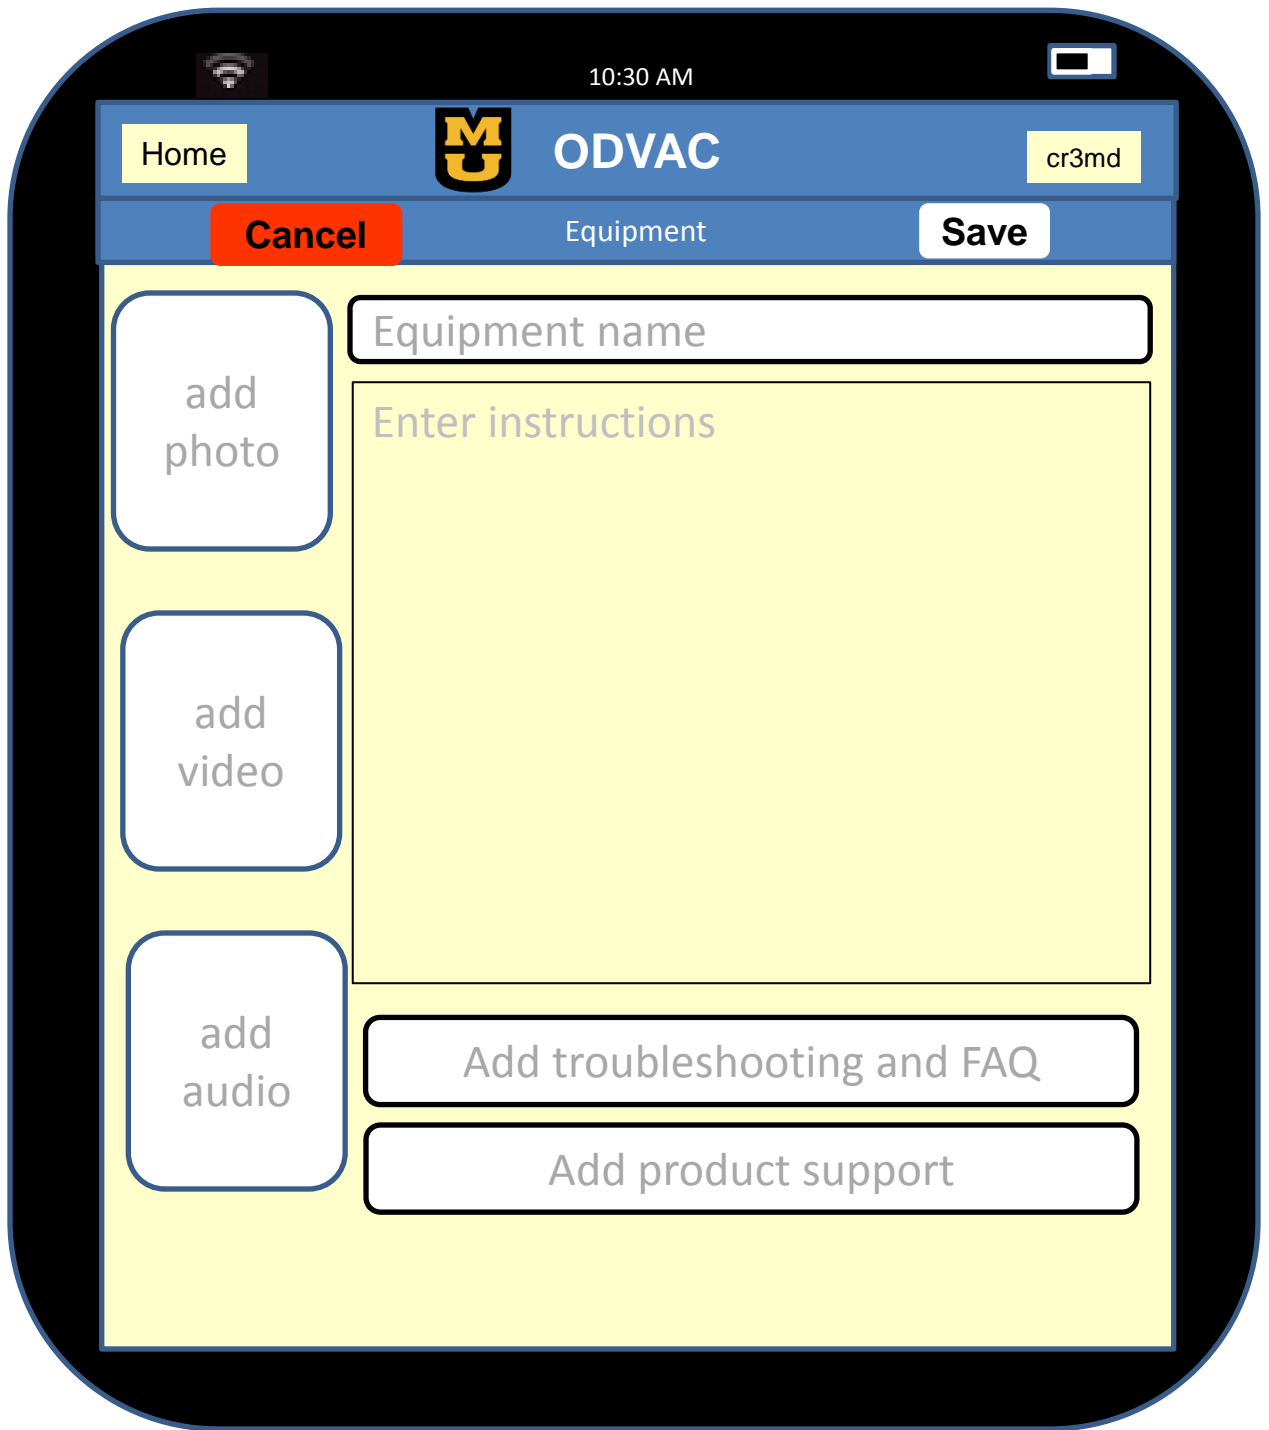 10:30 AM
Home
MU
ODVAC
cr3md
Cancel
Equipment
Save
add
photo
Equipment name
Enter instructions
add
video
add
audio
Add troubleshooting and FAQ
Add product support